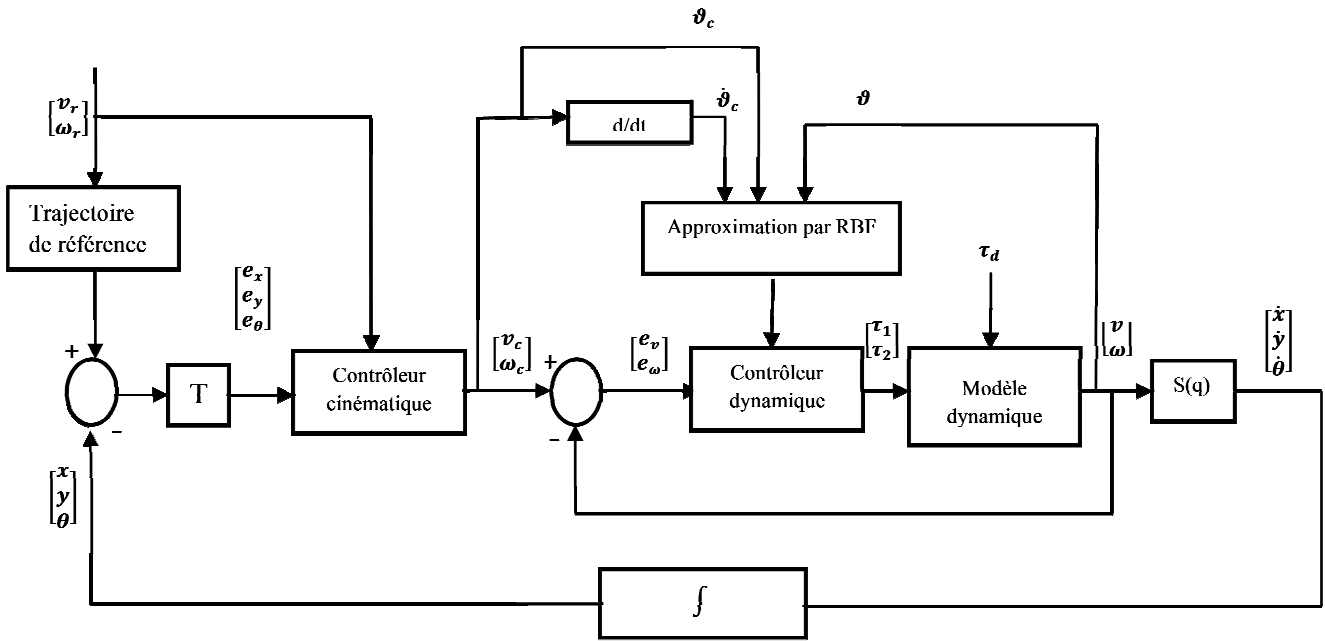 ϑ_c
[v_r
ω_r]
d/dt
ϑ̇_c
ϑ
Trajectoire
de référence
Approximation par RBF
τ_d
[e_x
e_y
e_θ]
[v_c
ω_c]
[e_v
e_ω]
[τ_1
τ_2]
[v
ω]
[ẋ
ẏ
θ̇]
+
-
T
Contrôleur
cinématique
+
-
Contrôleur
dynamique
Modèle
dynamique
S(q)
[x
y
θ]
∫